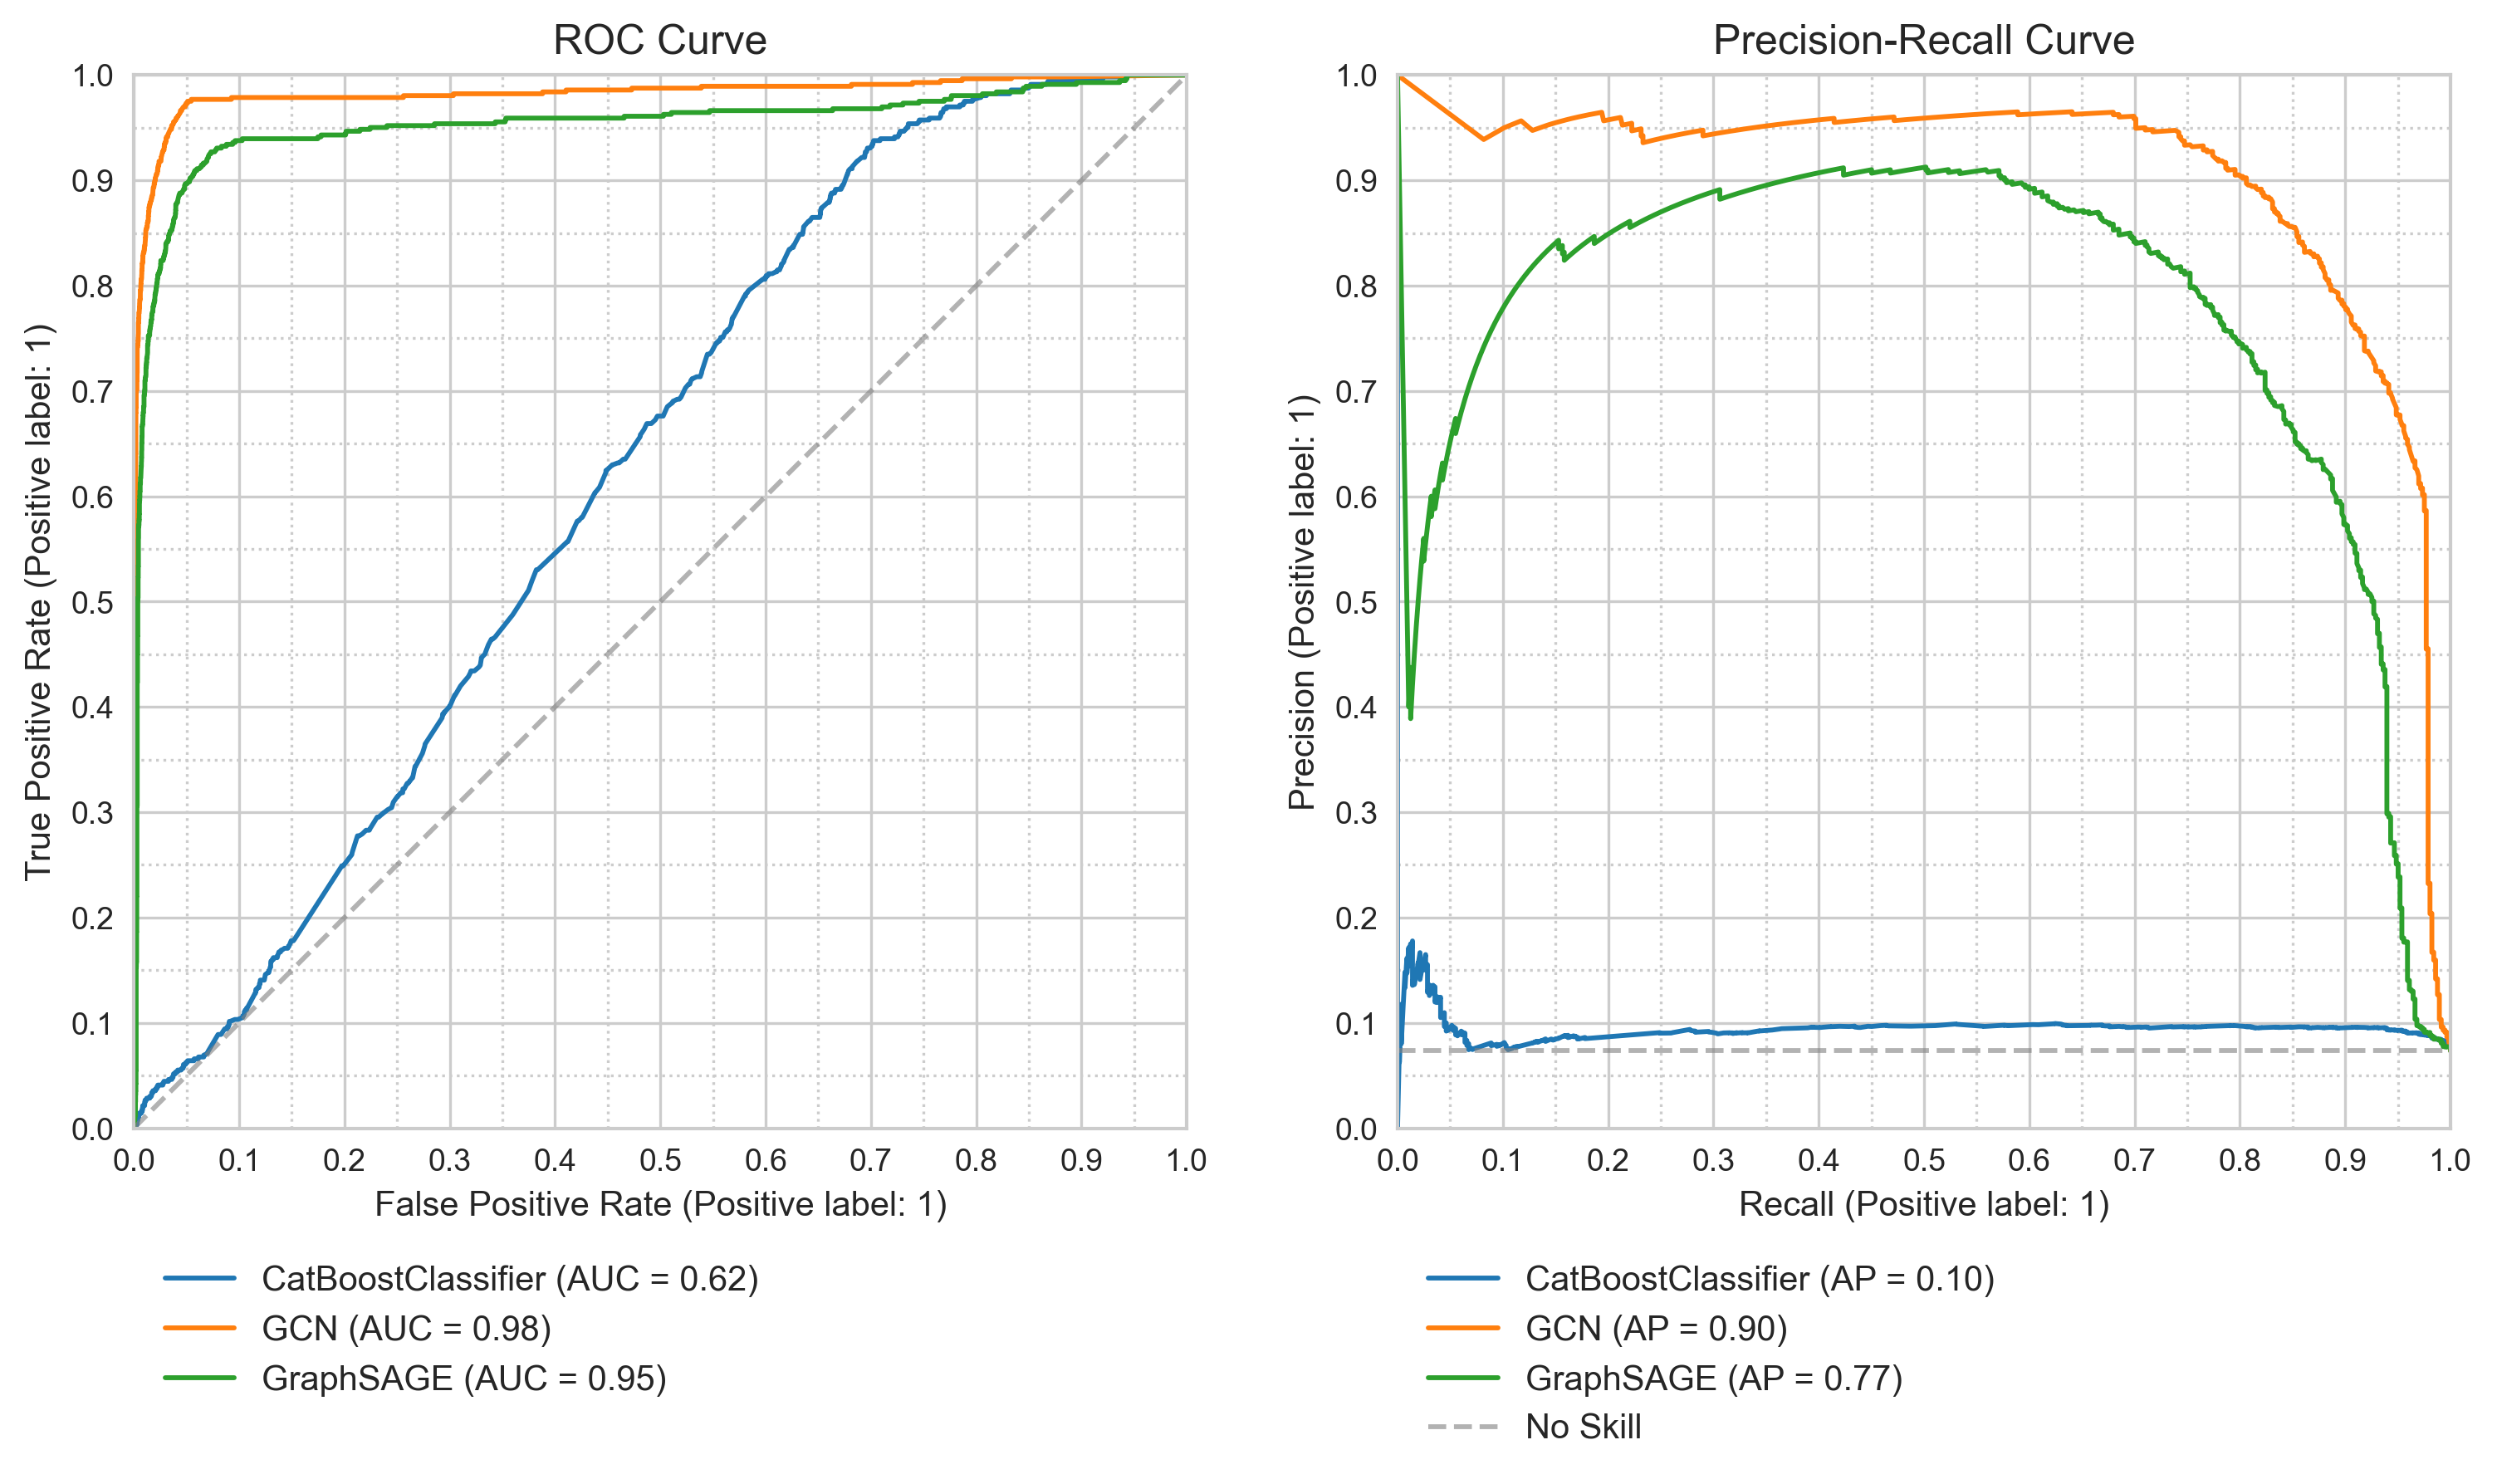 ROC Curve
True Positive Rate (Positive label: 1)
1.0
0.9
0.8
0.7
0.6
0.5
0.4
0.3
0.2
0.1
0.0
0.0 0.1 0.2 0.3 0.4 0.5 0.6 0.7 0.8 0.9 1.0
False Positive Rate (Positive label: 1)
CatBoostClassifier (AUC = 0.62)
GCN (AUC = 0.98)
GraphSAGE (AUC = 0.95)
Precision-Recall Curve
Precision (Positive label: 1)
1.0
0.9
0.8
0.7
0.6
0.5
0.4
0.3
0.2
0.1
0.0
0.0 0.1 0.2 0.3 0.4 0.5 0.6 0.7 0.8 0.9 1.0
Recall (Positive label: 1)
CatBoostClassifier (AP = 0.10)
GCN (AP = 0.90)
GraphSAGE (AP = 0.77)
No Skill